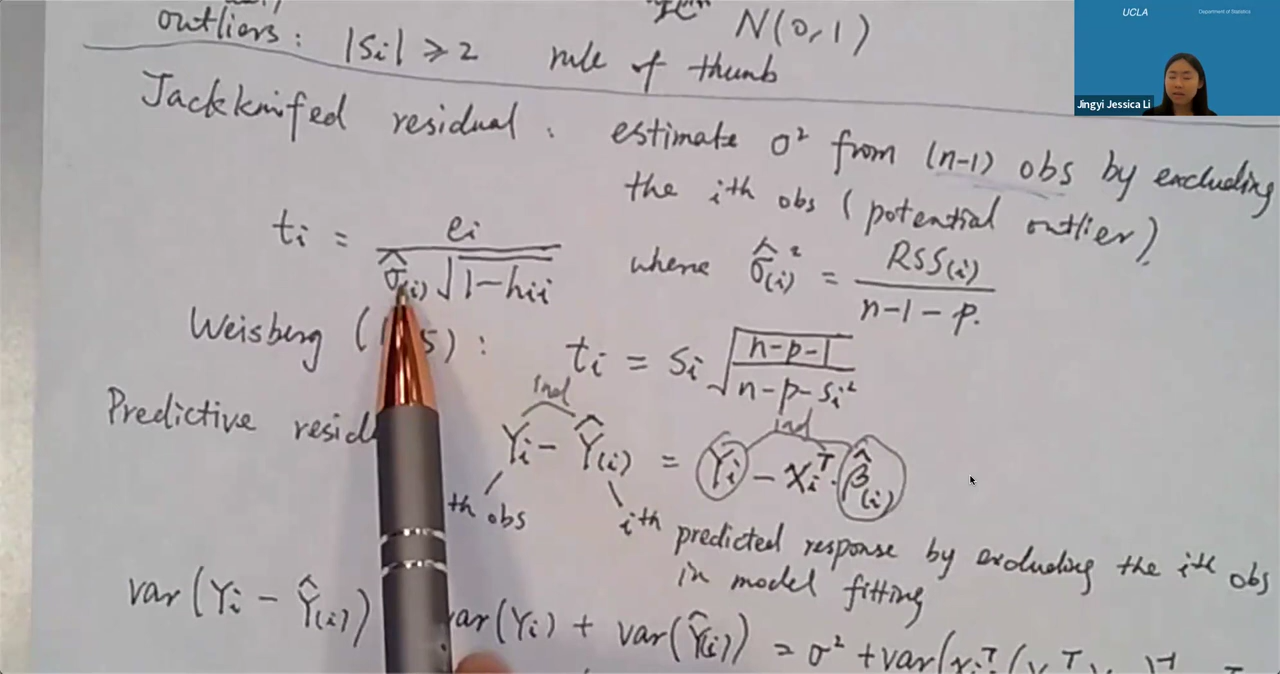 outliers: |Si| ⩾ 2 rule of thumb
N(0,1)
UCLA Department of Statistics
Jingyi Jessica Li
Jackknifed residual: estimate σ² from (n-1) obs by excluding
the ith obs (potential outlier).
ti = ei / σ̂(i) √(1-hii) where σ̂(i)² = RSS(i) / n-1-p.
Weisberg ( 5): ti = Si √(n-p-1 / n-p-Si²)
ind ind
Predictive Yi - Ŷ(i) = Yi - xiᵀ · β̂(i)
th obs ith predicted response by excluding the ith obs
in model fitting
var(Yi - Ŷ(i)) var(Yi) + var(Ŷ(i)) = σ² + var(xiᵀ(